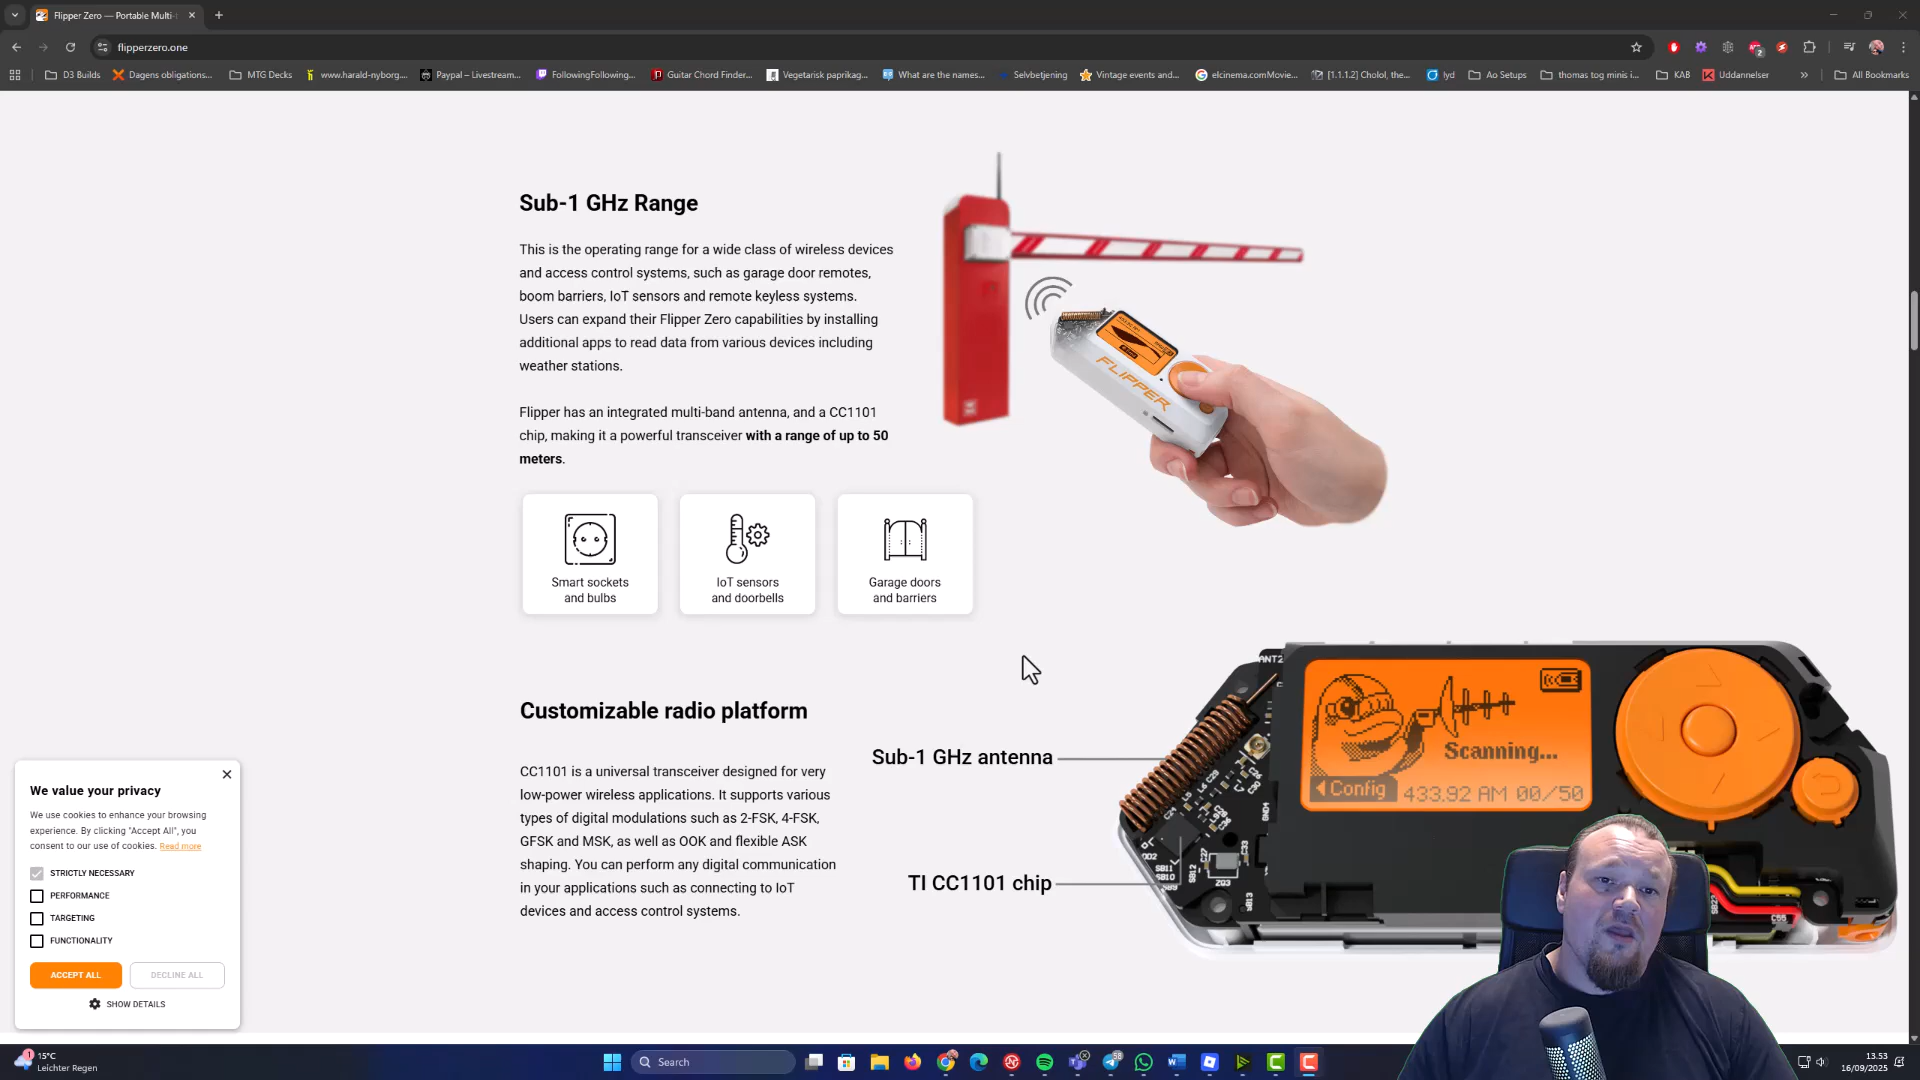 Flipper Zero — Portable Multi-
flipperzero.one
D3 Builds
Dagens obligations...
MTG Decks
www.harald-nyborg....
Paypal – Livestream...
FollowingFollowing...
Guitar Chord Finder...
Vegetarisk paprikag...
What are the names...
Selvbetjening
Vintage events and...
elcinema.comMovie...
[1.1.1.2] Cholol, the...
lyd
Ao Setups
thomas tog minis i...
KAB
Uddannelser
All Bookmarks
Sub-1 GHz Range
This is the operating range for a wide class of wireless devices
and access control systems, such as garage door remotes,
boom barriers, IoT sensors and remote keyless systems.
Users can expand their Flipper Zero capabilities by installing
additional apps to read data from various devices including
weather stations.
Flipper has an integrated multi-band antenna, and a CC1101
chip, making it a powerful transceiver with a range of up to 50
meters.
FLIPPER
Smart sockets
and bulbs
IoT sensors
and doorbells
Garage doors
and barriers
Customizable radio platform
CC1101 is a universal transceiver designed for very
low-power wireless applications. It supports various
types of digital modulations such as 2-FSK, 4-FSK,
GFSK and MSK, as well as OOK and flexible ASK
shaping. You can perform any digital communication
in your applications such as connecting to IoT
devices and access control systems.
Sub-1 GHz antenna
TI CC1101 chip
ANT2
Scanning...
Config
433.92 AM 00/50
We value your privacy
We use cookies to enhance your browsing
experience. By clicking "Accept All", you
consent to our use of cookies. Read more
STRICTLY NECESSARY
PERFORMANCE
TARGETING
FUNCTIONALITY
ACCEPT ALL
DECLINE ALL
SHOW DETAILS
15°C
Leichter Regen
Search
58
13.53
16/09/2025